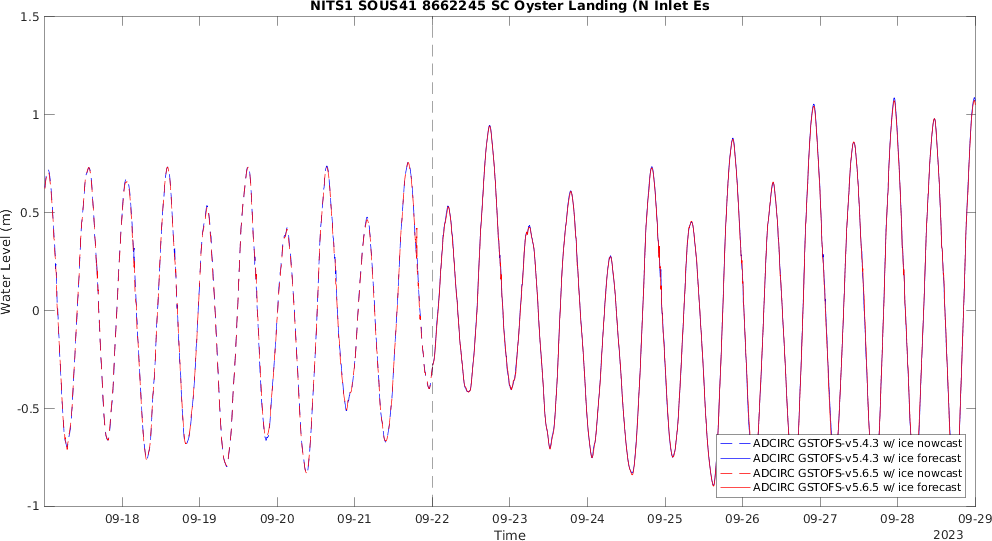 NITS1 SOUS41 8662245 SC Oyster Landing (N Inlet Es
1.5
1
0.5
0
-0.5
-1
Water Level (m)
ADCIRC GSTOFS-v5.4.3 w/ ice nowcast
ADCIRC GSTOFS-v5.4.3 w/ ice forecast
ADCIRC GSTOFS-v5.6.5 w/ ice nowcast
ADCIRC GSTOFS-v5.6.5 w/ ice forecast
09-18 09-19 09-20 09-21 09-22 09-23 09-24 09-25 09-26 09-27 09-28 09-29
Time
2023